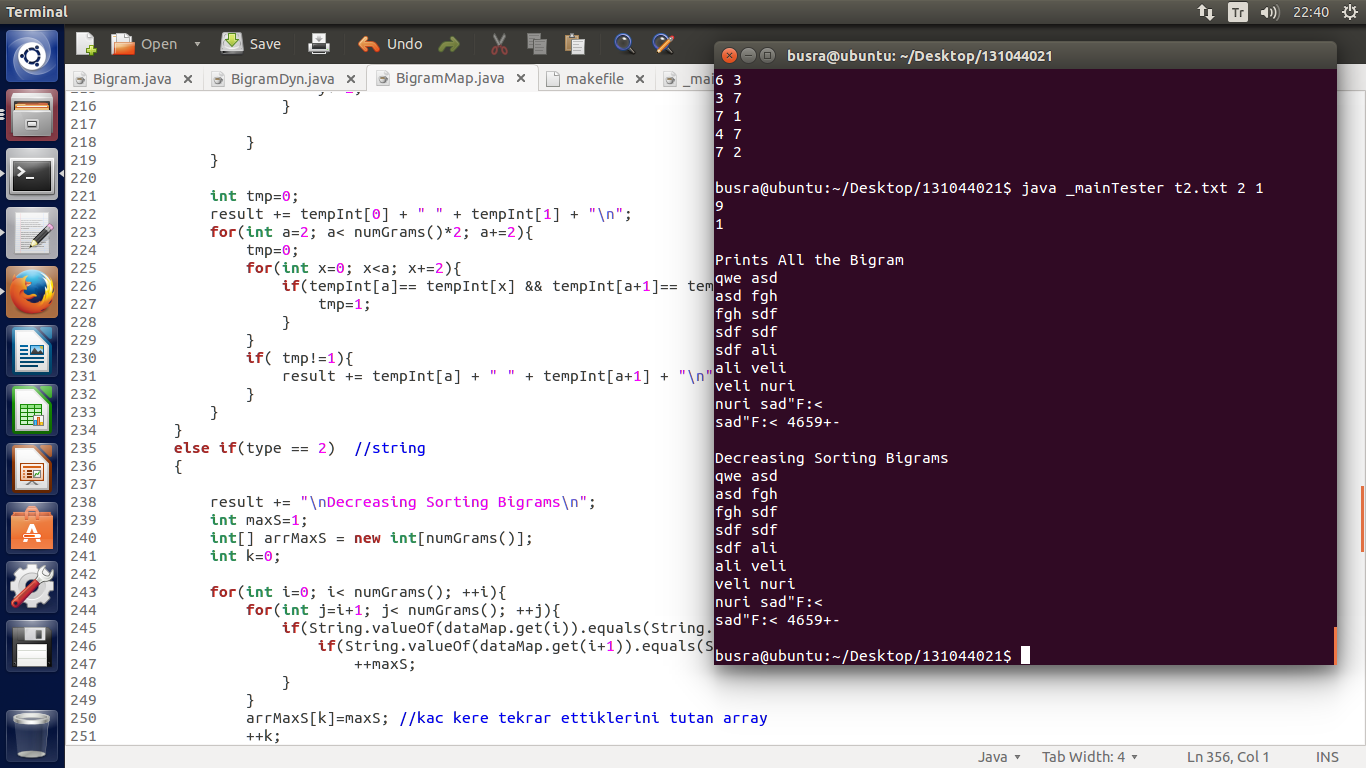 Terminal
Tr
22:40
Open
Save
Undo
Bigram.java
BigramDyn.java
BigramMap.java
makefile
216 }
217
218 }
219 }
220
221 int tmp=0;
222 result += tempInt[0] + " " + tempInt[1] + "\n";
223 for(int a=2; a< numGrams()*2; a+=2){
224 tmp=0;
225 for(int x=0; x<a; x+=2){
226 if(tempInt[a]== tempInt[x] && tempInt[a+1]== tem
227 tmp=1;
228 }
229 }
230 if( tmp!=1){
231 result += tempInt[a] + " " + tempInt[a+1] + "\n"
232 }
233 }
234 }
235 else if(type == 2) //string
236 {
237
238 result += "\nDecreasing Sorting Bigrams\n";
239 int maxS=1;
240 int[] arrMaxS = new int[numGrams()];
241 int k=0;
242
243 for(int i=0; i< numGrams(); ++i){
244 for(int j=i+1; j< numGrams(); ++j){
245 if(String.valueOf(dataMap.get(i)).equals(String.
246 if(String.valueOf(dataMap.get(i+1)).equals(S
247 ++maxS;
248 }
249 }
250 arrMaxS[k]=maxS; //kac kere tekrar ettiklerini tutan array
251 ++k;
busra@ubuntu: ~/Desktop/131044021
6 3
3 7
7 1
4 7
7 2
busra@ubuntu:~/Desktop/131044021$ java _mainTester t2.txt 2 1
9
1
Prints All the Bigram
qwe asd
asd fgh
fgh sdf
sdf sdf
sdf ali
ali veli
veli nuri
nuri sad"F:<
sad"F:< 4659+-
Decreasing Sorting Bigrams
qwe asd
asd fgh
fgh sdf
sdf sdf
sdf ali
ali veli
veli nuri
nuri sad"F:<
sad"F:< 4659+-
busra@ubuntu:~/Desktop/131044021$
Java
Tab Width: 4
Ln 356, Col 1
INS